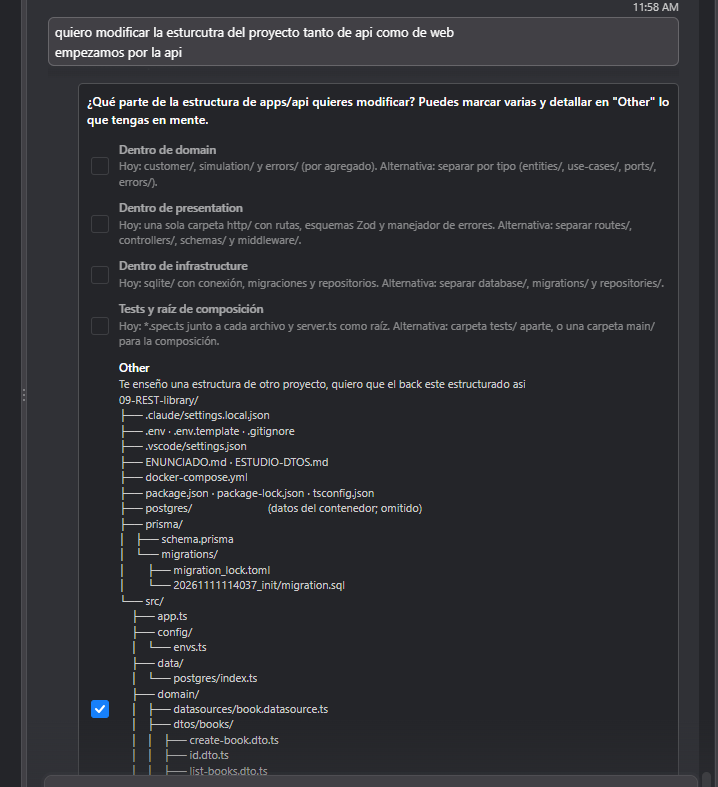 11:58 AM
quiero modificar la esturcutra del proyecto tanto de api como de web
empezamos por la api
¿Qué parte de la estructura de apps/api quieres modificar? Puedes marcar varias y detallar en "Other" lo
que tengas en mente.
Dentro de domain
Hoy: customer/, simulation/ y errors/ (por agregado). Alternativa: separar por tipo (entities/, use-cases/, ports/,
errors/).
Dentro de presentation
Hoy: una sola carpeta http/ con rutas, esquemas Zod y manejador de errores. Alternativa: separar routes/,
controllers/, schemas/ y middleware/.
Dentro de infrastructure
Hoy: sqlite/ con conexión, migraciones y repositorios. Alternativa: separar database/, migrations/ y repositories/.
Tests y raíz de composición
Hoy: *.spec.ts junto a cada archivo y server.ts como raíz. Alternativa: carpeta tests/ aparte, o una carpeta main/
para la composición.
Other
Te enseño una estructura de otro proyecto, quiero que el back este estructurado asi
09-REST-library/
├── .claude/settings.local.json
├── .env · .env.template · .gitignore
├── .vscode/settings.json
├── ENUNCIADO.md · ESTUDIO-DTOS.md
├── docker-compose.yml
├── package.json · package-lock.json · tsconfig.json
├── postgres/ (datos del contenedor; omitido)
├── prisma/
│ ├── schema.prisma
│ └── migrations/
│ ├── migration_lock.toml
│ └── 20261111114037_init/migration.sql
└── src/
├── app.ts
├── config/
│ └── envs.ts
├── data/
│ └── postgres/index.ts
├── domain/
│ ├── datasources/book.datasource.ts
│ ├── dtos/books/
│ │ ├── create-book.dto.ts
│ │ ├── id.dto.ts
│ │ ├── list-books.dto.ts